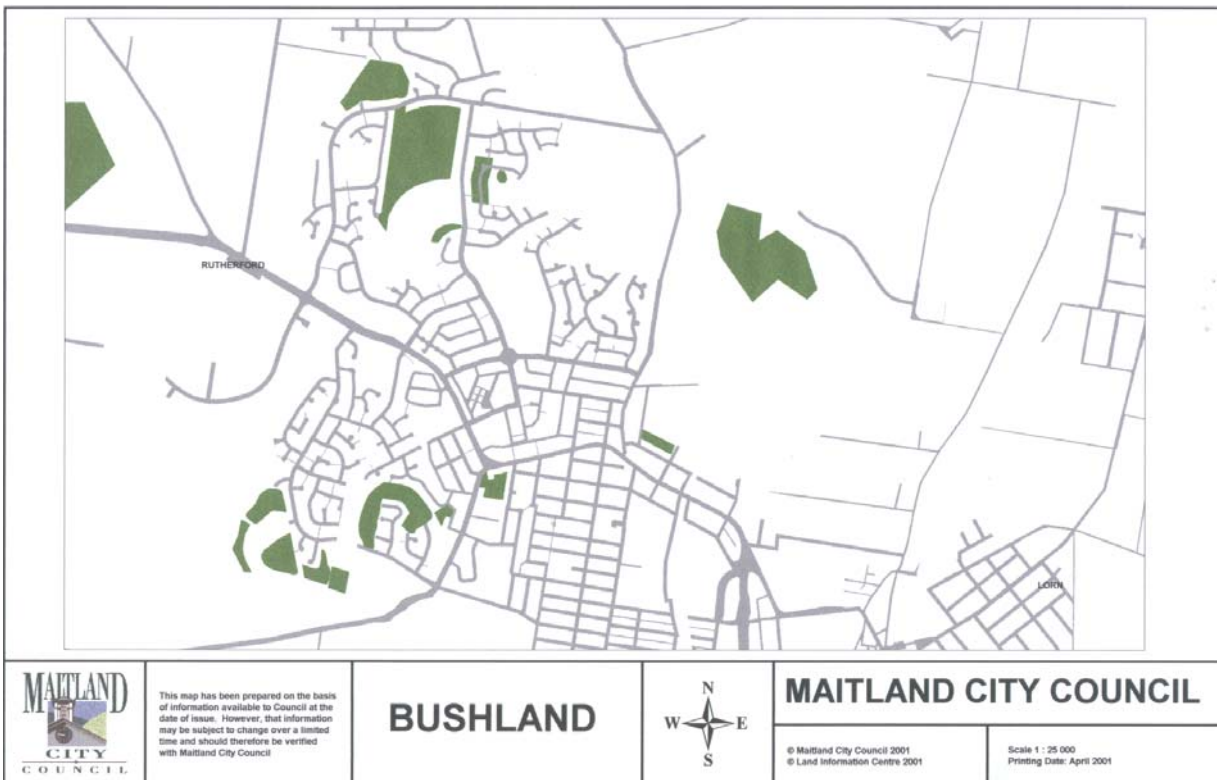 RUTHERFORD
LORN
MAITLAND
CITY
COUNCIL
This map has been prepared on the basis
of information available to Council at the
date of issue. However, that information
may be subject to change over a limited
time and should therefore be verified
with Maitland City Council
BUSHLAND
N
W E
S
MAITLAND CITY COUNCIL
© Maitland City Council 2001
© Land Information Centre 2001
Scale 1 : 25 000
Printing Date: April 2001